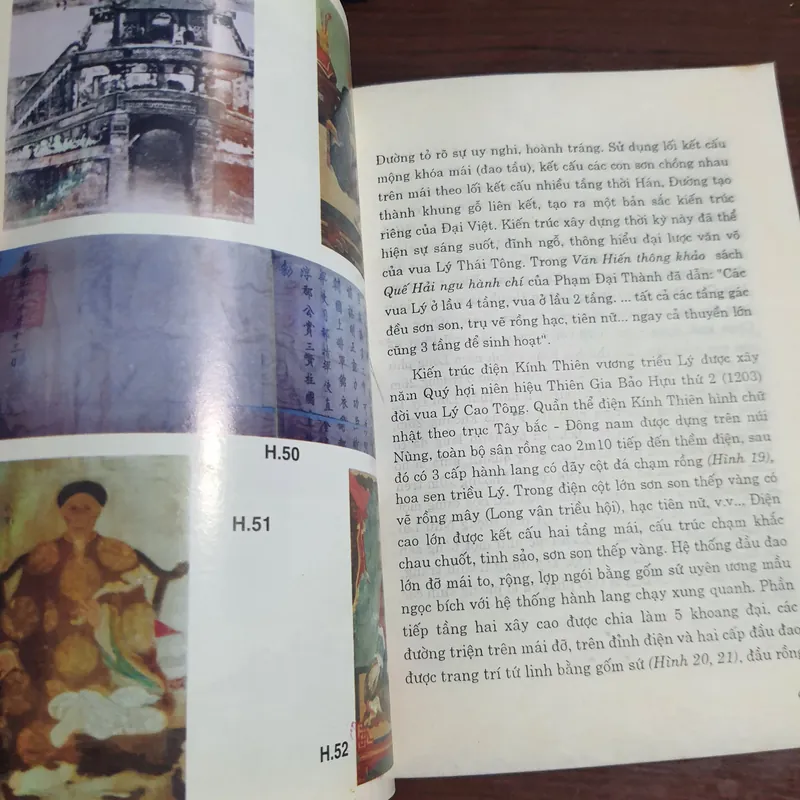 H.50
H.51
H.52
Đường tỏ rõ sự uy nghi, hoành tráng. Sử dụng lối kết cấu
mộng khóa mái (đao tầu), kết cấu các con sơn chồng nhau
trên mái theo lối kết cấu nhiều tầng thời Hán, Đường tạo
thành khung gỗ liên kết, tạo ra một bản sắc kiến trúc
riêng của Đại Việt. Kiến trúc xây dựng thời kỳ này đã thể
hiện sự sáng suốt, đĩnh ngộ, thông hiểu đại lược văn võ
của vua Lý Thái Tông. Trong Văn Hiến thông khảo sách
Quế Hải ngu hành chí của Phạm Đại Thành đã dẫn: "Các
vua Lý ở lầu 4 tầng, vua ở lầu 2 tầng. ... tất cả các tầng gác
đều sơn son, trụ vẽ rồng hạc, tiên nữ... ngay cả thuyền lớn
cũng 3 tầng để sinh hoạt".
Kiến trúc điện Kính Thiên vương triều Lý được xây
năm Quý hợi niên hiệu Thiên Gia Bảo Hựu thứ 2 (1203)
đời vua Lý Cao Tông. Quần thể điện Kính Thiên hình chữ
nhật theo trục Tây bắc - Đông nam được dựng trên núi
Nùng, toàn bộ sân rồng cao 2m10 tiếp đến thềm điện, sau
đó có 3 cấp hành lang có dãy cột đá chạm rồng (Hình 19),
hoa sen triều Lý. Trong điện cột lớn sơn son thếp vàng có
vẽ rồng mây (Long vân triều hội), hạc tiên nữ, v.v... Điện
cao lớn được kết cấu hai tầng mái, cấu trúc chạm khắc
chau chuốt, tinh sảo, sơn son thếp vàng. Hệ thống đầu đao
lớn đỡ mái to, rộng, lợp ngói bằng gốm sứ uyên ương mầu
ngọc bích với hệ thống hành lang chạy xung quanh. Phần
tiếp tầng hai xây cao được chia làm 5 khoang đại, các
đường triện trên mái đỡ, trên đỉnh điện và hai cấp đầu đao
được trang trí tứ linh bằng gốm sứ (Hình 20, 21), đầu rồng